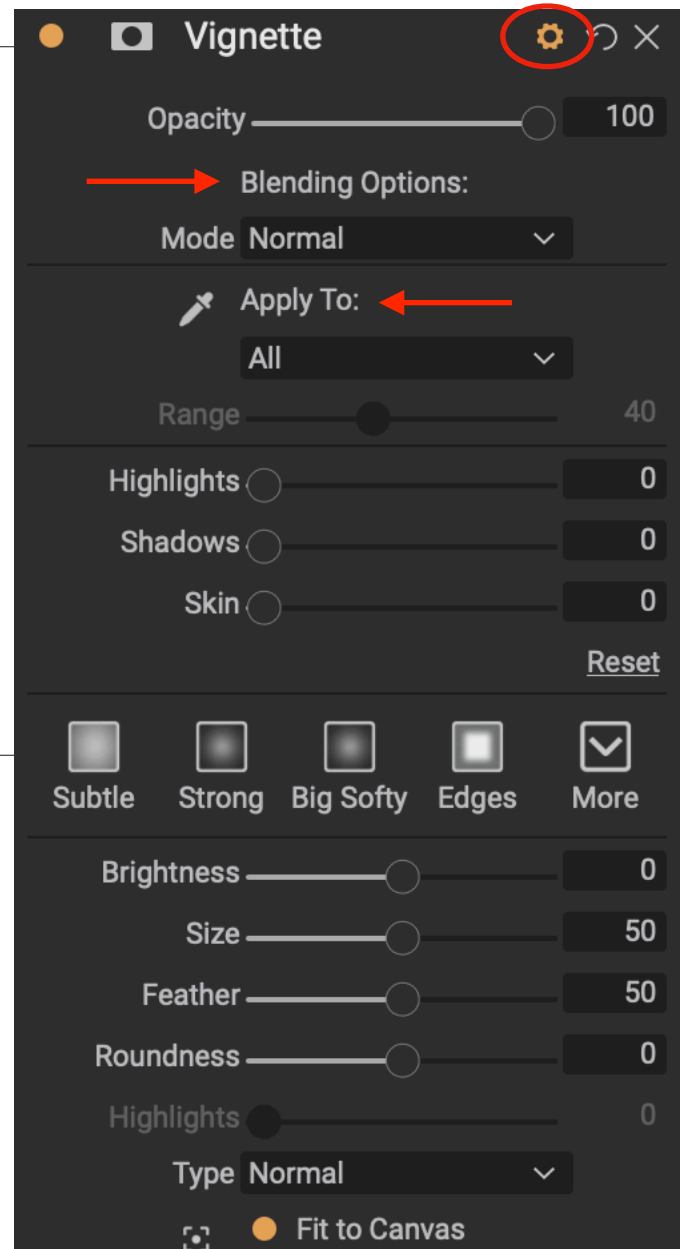 Vignette
Opacity 100
Blending Options:
Mode Normal
Apply To:
All
Range 40
Highlights 0
Shadows 0
Skin 0
Reset
Subtle Strong Big Softy Edges More
Brightness 0
Size 50
Feather 50
Roundness 0
Highlights 0
Type Normal
Fit to Canvas